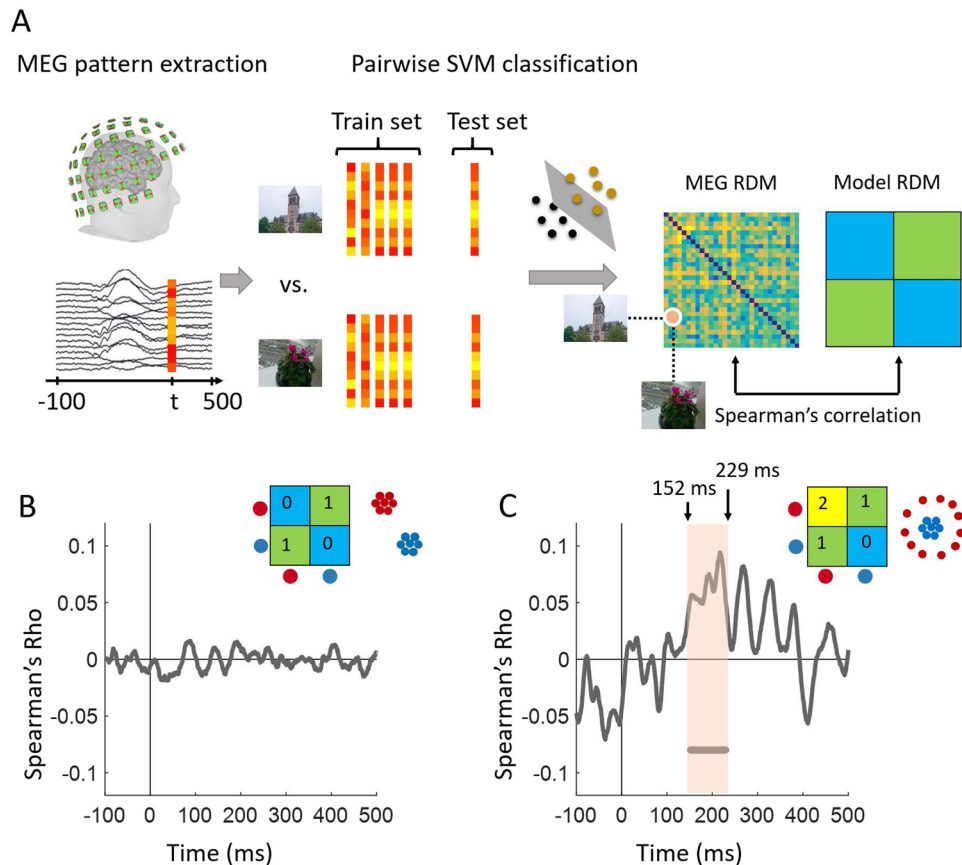 A
MEG pattern extraction
Pairwise SVM classification
Train set
Test set
MEG RDM
Model RDM
vs.
-100
t
500
Spearman's correlation
B
0
1
1
0
Spearman's Rho
0.1
0.05
0
-0.05
-0.1
-100
0
100
200
300
400
500
Time (ms)
C
152 ms
229 ms
2
1
1
0
Spearman's Rho
0.1
0.05
0
-0.05
-0.1
-100
0
100
200
300
400
500
Time (ms)